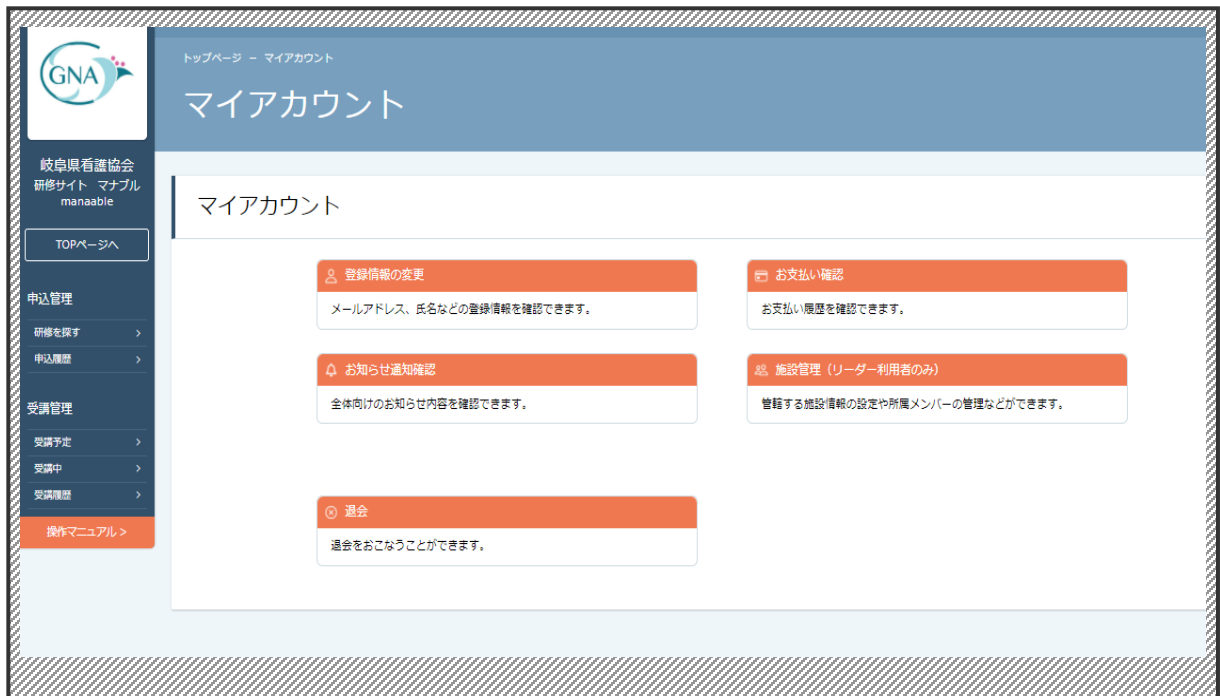 GNA
岐阜県看護協会
研修サイト マナブル
manaable
TOPページへ
申込管理
研修を探す
申込履歴
受講管理
受講予定
受講中
受講履歴
操作マニュアル >
トップページ − マイアカウント
マイアカウント
マイアカウント
登録情報の変更
メールアドレス、氏名などの登録情報を確認できます。
お支払い確認
お支払い履歴を確認できます。
お知らせ通知確認
全体向けのお知らせ内容を確認できます。
施設管理（リーダー利用者のみ）
管轄する施設情報の設定や所属メンバーの管理などができます。
退会
退会をおこなうことができます。